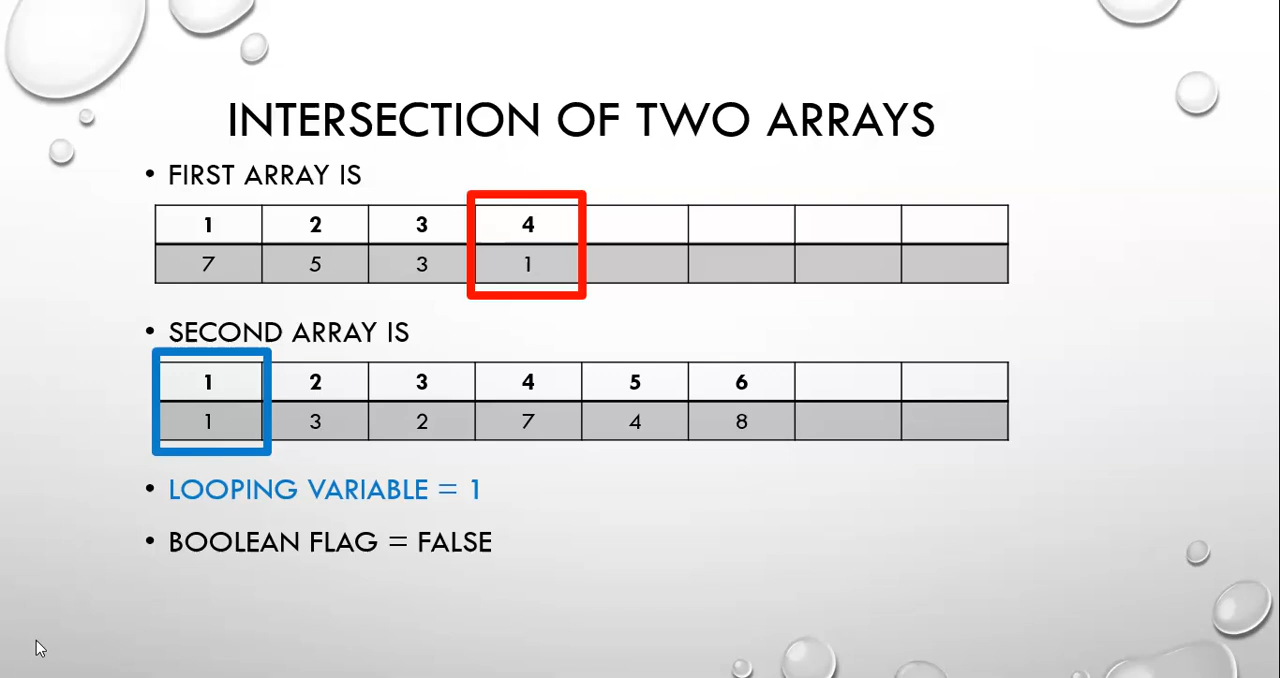 INTERSECTION OF TWO ARRAYS
• FIRST ARRAY IS
1 2 3 4
7 5 3 1
• SECOND ARRAY IS
1 2 3 4 5 6
1 3 2 7 4 8
• LOOPING VARIABLE = 1
• BOOLEAN FLAG = FALSE